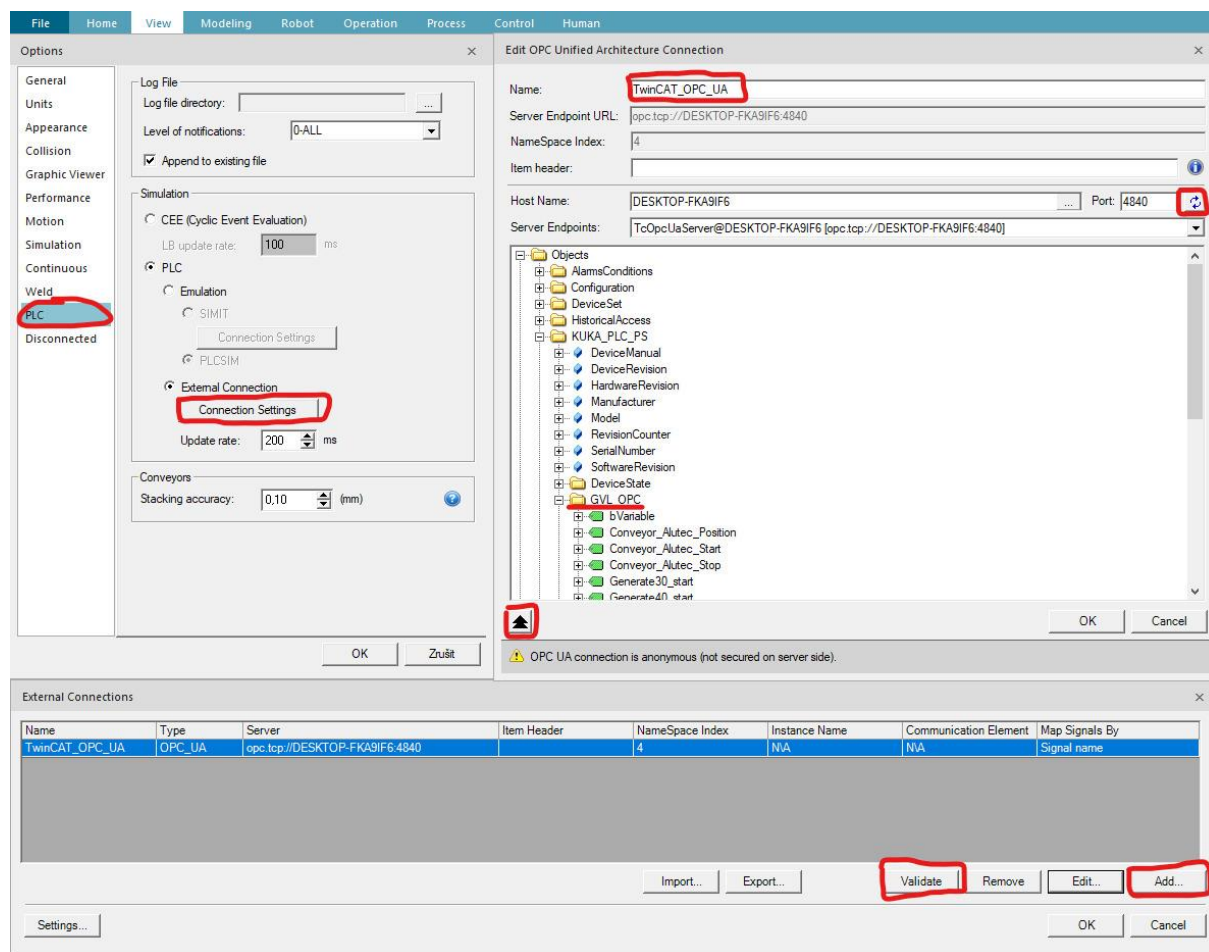 File Home View Modeling Robot Operation Process Control Human
Options
General
Units
Appearance
Collision
Graphic Viewer
Performance
Motion
Simulation
Continuous
Weld
PLC
Disconnected
Log File
Log file directory: ...
Level of notifications: 0-ALL
Append to existing file
Simulation
CEE (Cyclic Event Evaluation)
LB update rate: 100 ms
PLC
Emulation
SIMIT
Connection Settings
PLCSIM
External Connection
Connection Settings
Update rate: 200 ms
Conveyors
Stacking accuracy: 0,10 (mm)
OK Zrušit
Edit OPC Unified Architecture Connection
Name: TwinCAT_OPC_UA
Server Endpoint URL: opc.tcp://DESKTOP-FKA9IF6:4840
NameSpace Index: 4
Item header:
Host Name: DESKTOP-FKA9IF6 ... Port: 4840
Server Endpoints: TcOpcUaServer@DESKTOP-FKA9IF6 [opc.tcp://DESKTOP-FKA9IF6:4840]
Objects
AlamsConditions
Configuration
DeviceSet
HistoricalAccess
KUKA_PLC_PS
DeviceManual
DeviceRevision
HardwareRevision
Manufacturer
Model
RevisionCounter
SerialNumber
SoftwareRevision
DeviceState
GVL_OPC
bVariable
Conveyor_Alutec_Position
Conveyor_Alutec_Start
Conveyor_Alutec_Stop
Generate30_start
Generate40_start
OK Cancel
OPC UA connection is anonymous (not secured on server side).
External Connections
Name Type Server Item Header NameSpace Index Instance Name Communication Element Map Signals By
TwinCAT_OPC_UA OPC_UA opc.tcp://DESKTOP-FKA9IF6:4840 4 N\A N\A Signal name
Import... Export... Validate Remove Edit... Add...
Settings... OK Cancel